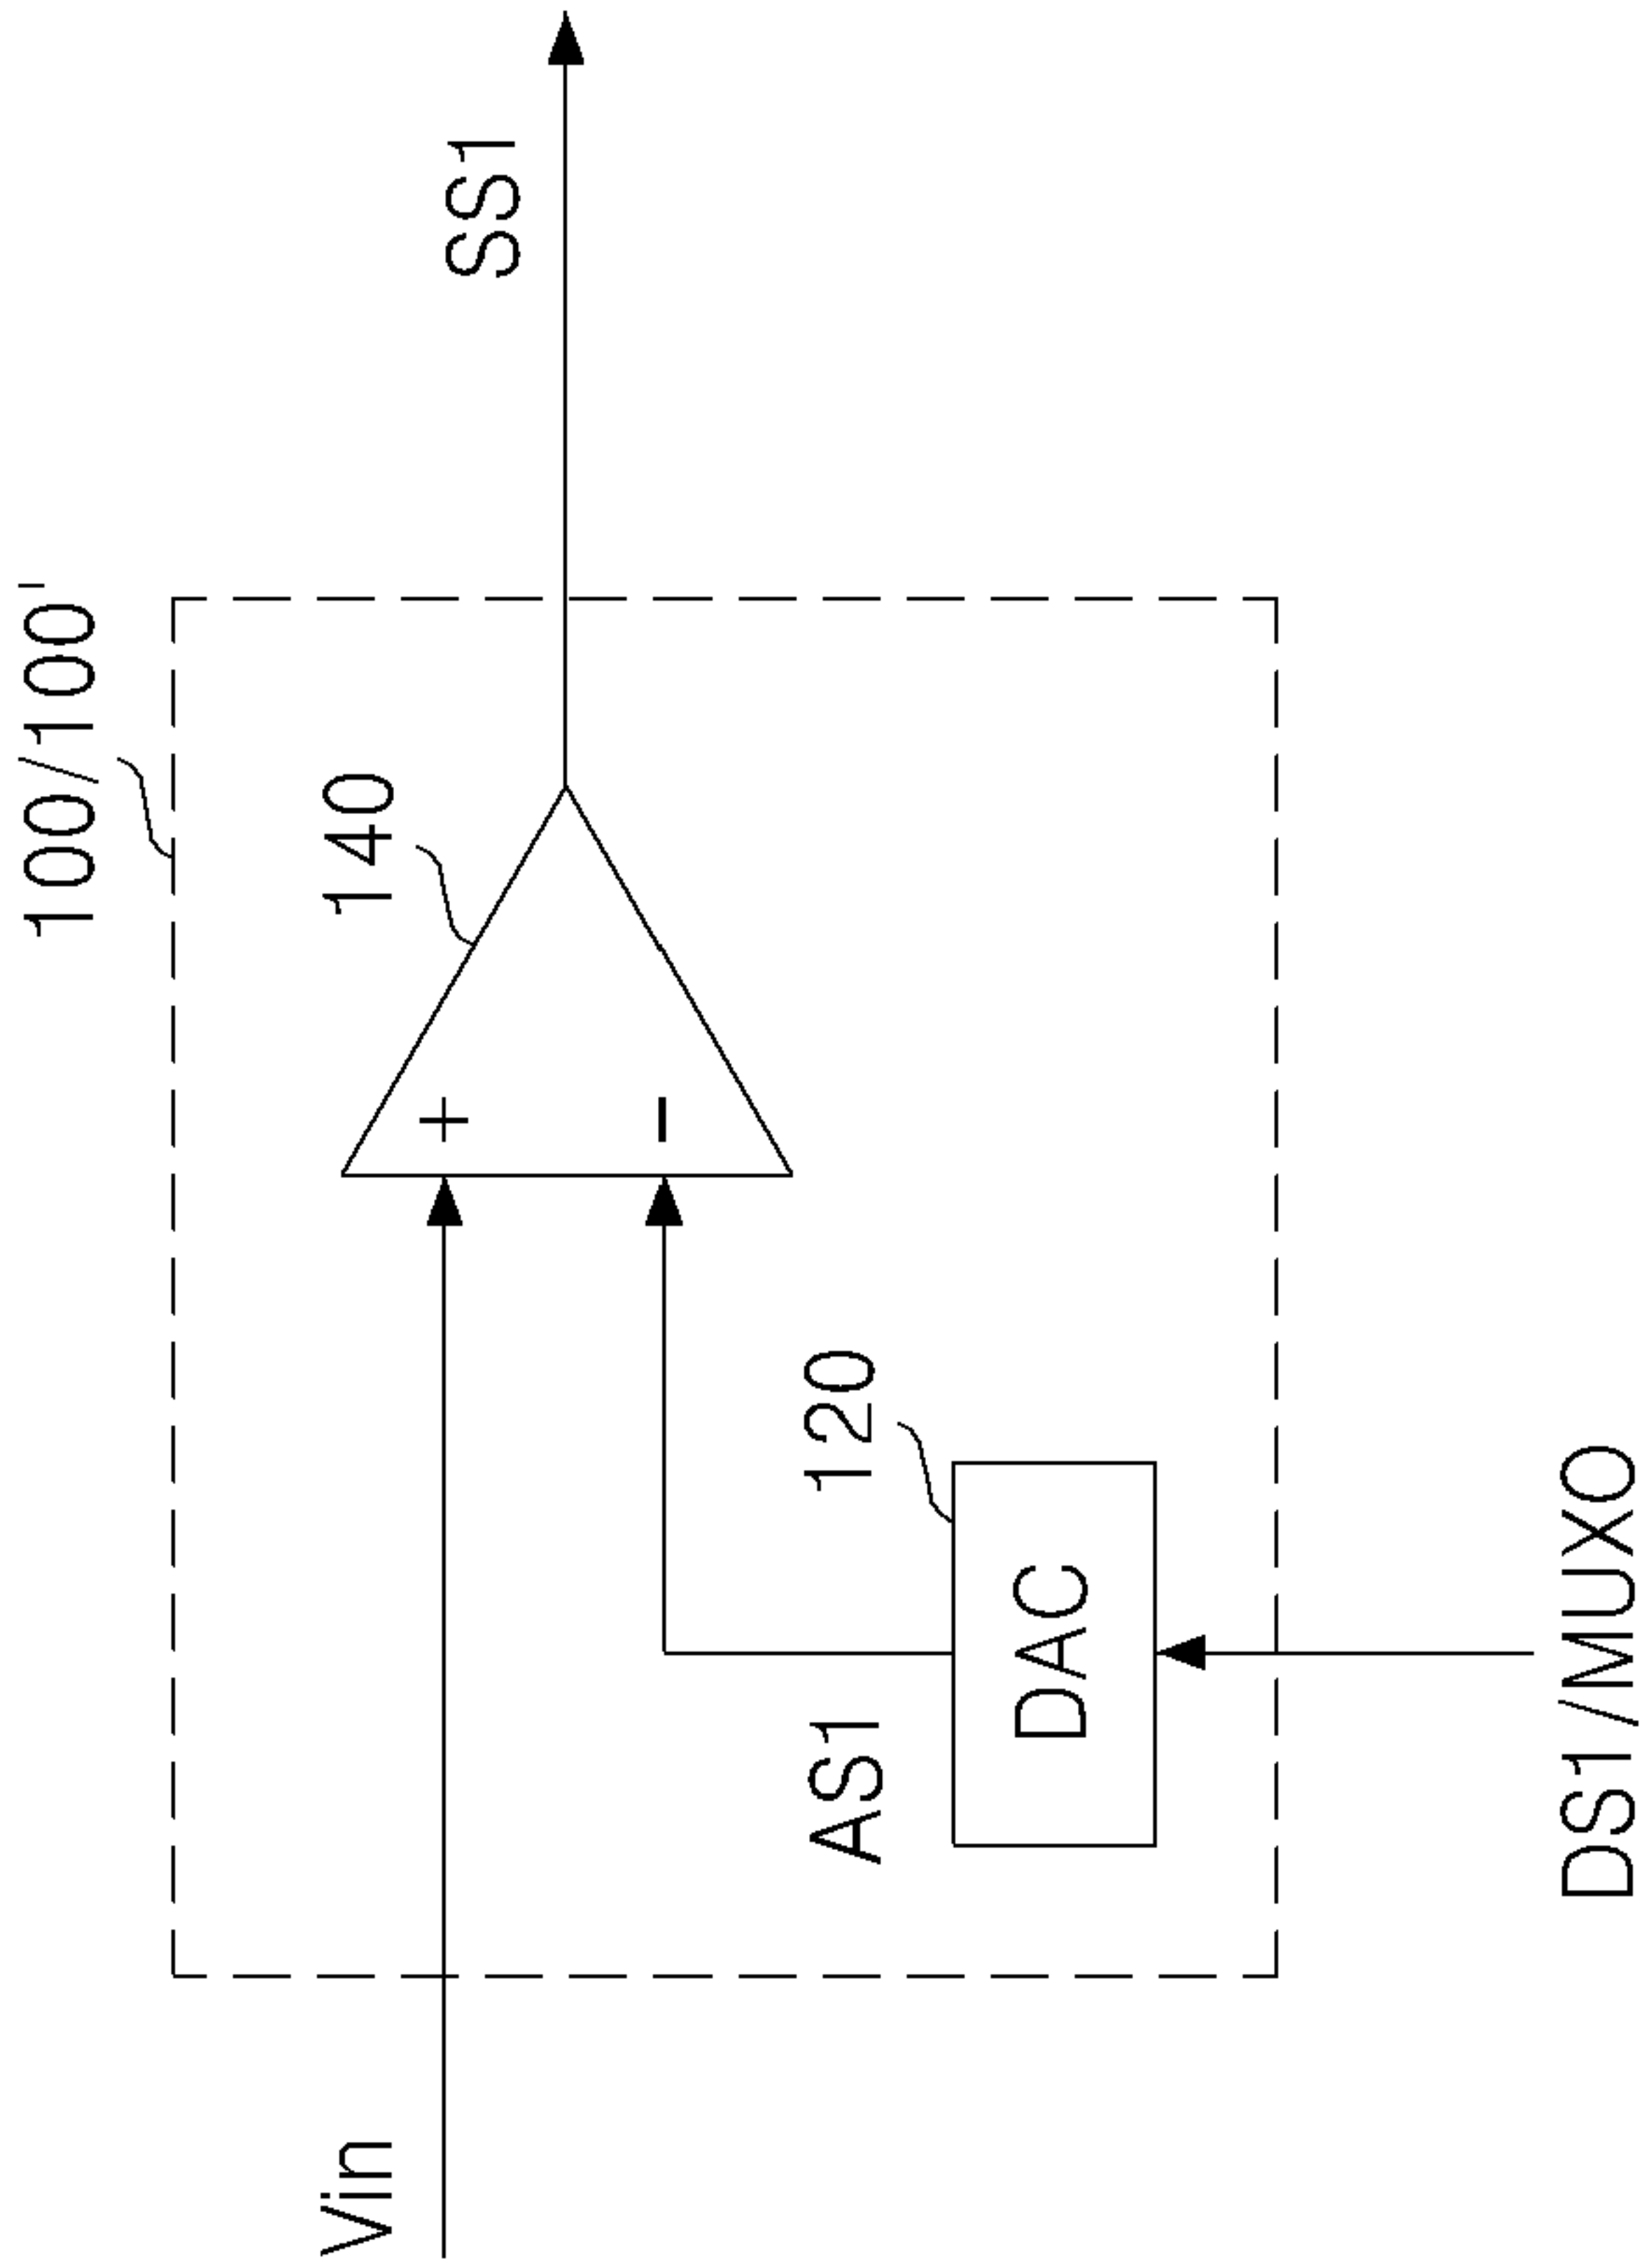 100/100'
140
SS1
Vin
+
−
120
AS1
DAC
DS1/MUXO